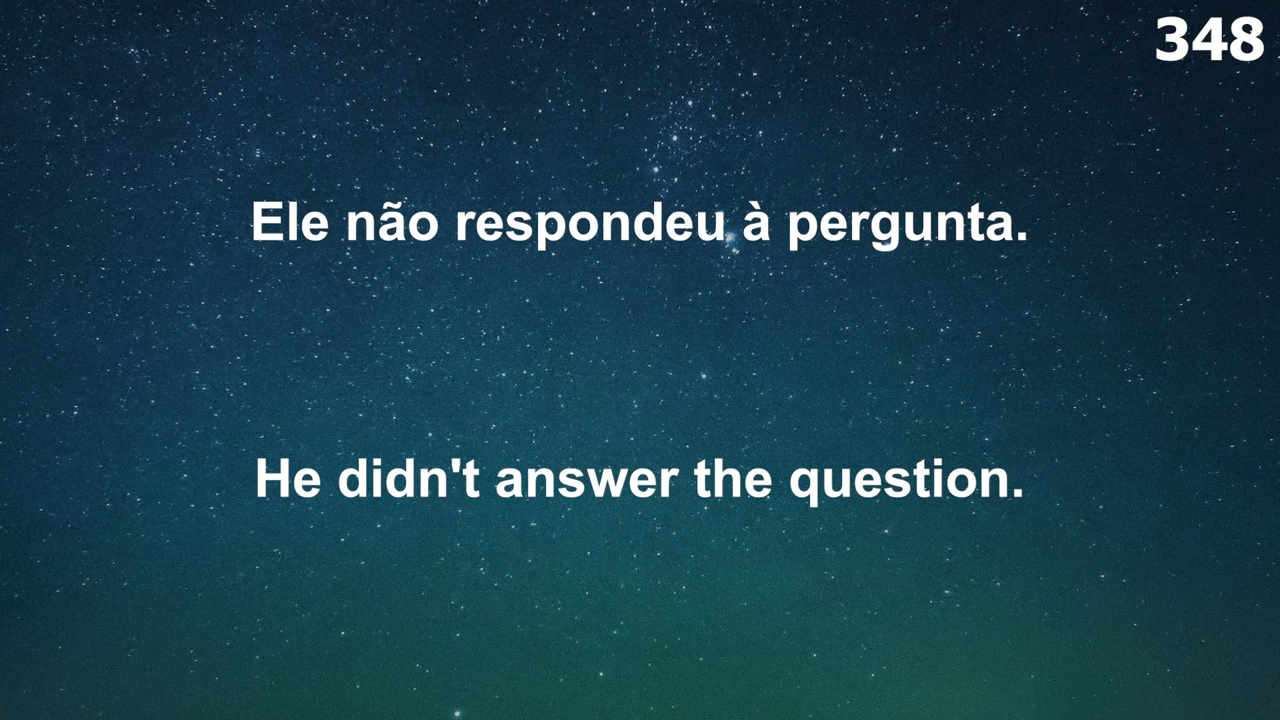 348
Ele não respondeu à pergunta.
He didn't answer the question.